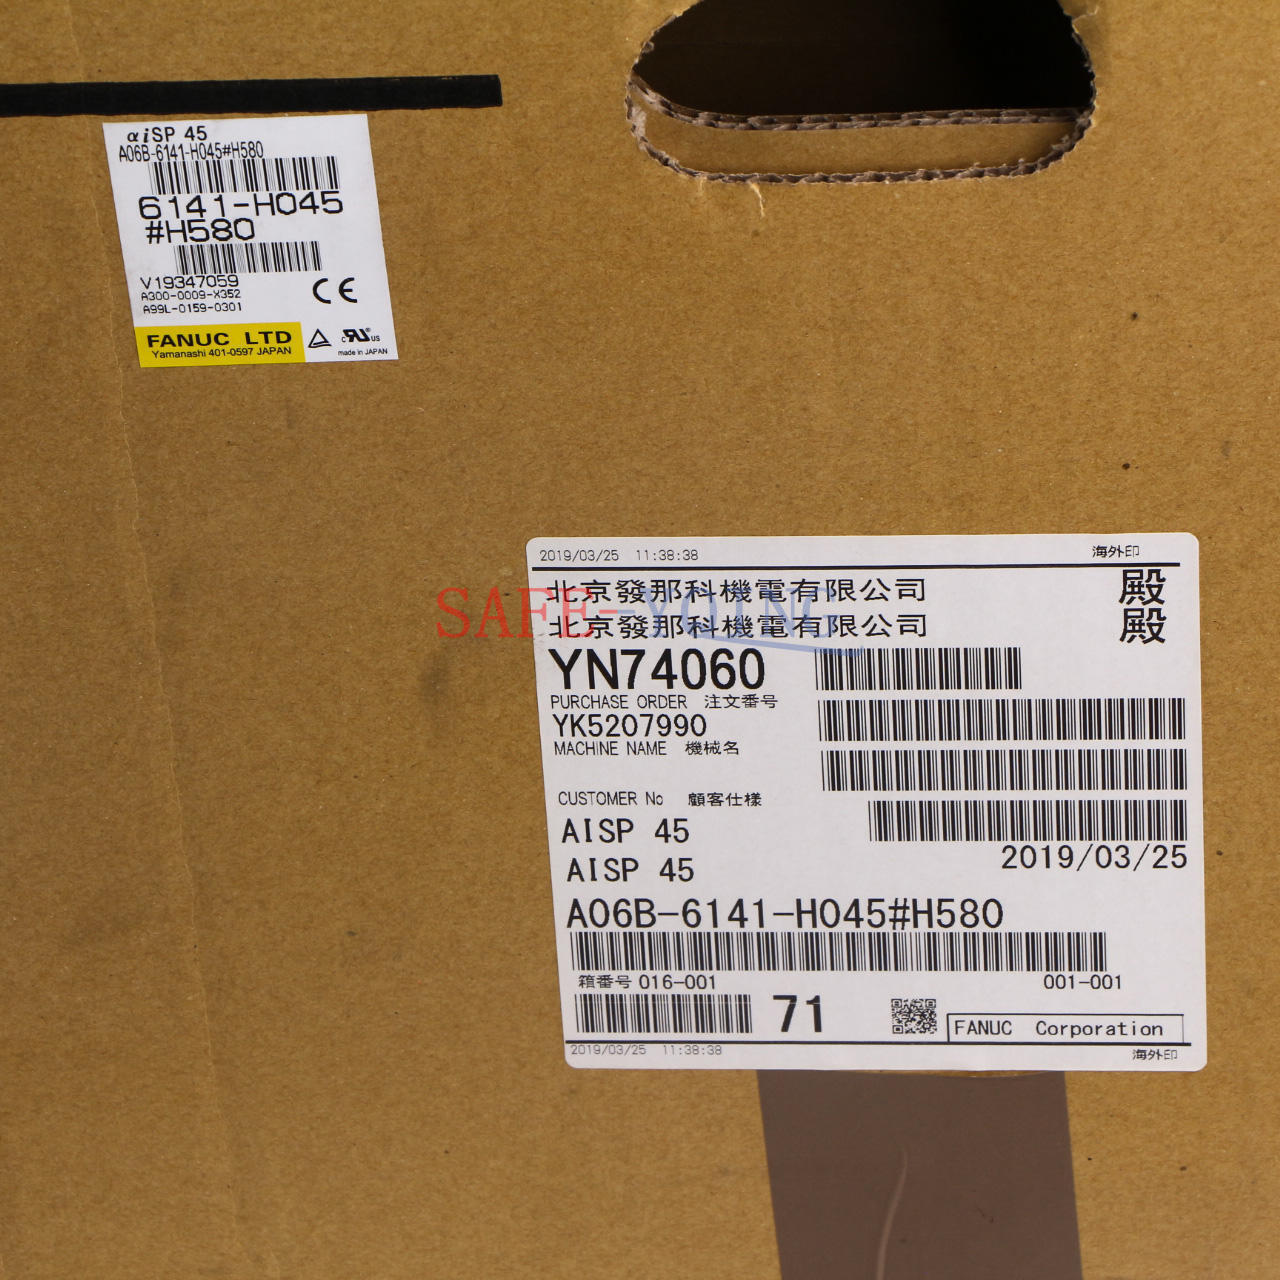 αiSP 45
A06B-6141-H045#H580
6141-H045
#H580
V19347059
A300-0009-X352
A99L-0159-0301
CE
FANUC LTD
Yamanashi 401-0597 JAPAN
c RU ® US
made in JAPAN
2019/03/25 11:38:38 海外印
北京發那科機電有限公司 殿
北京發那科機電有限公司 殿
SAFE-YOING
YN74060
PURCHASE ORDER 注文番号
YK5207990
MACHINE NAME 機械名
CUSTOMER No 顧客仕様
AISP 45
2019/03/25
AISP 45
A06B-6141-H045#H580
箱番号 016-001 001-001
71
FANUC Corporation
2019/03/25 11:38:38 海外印